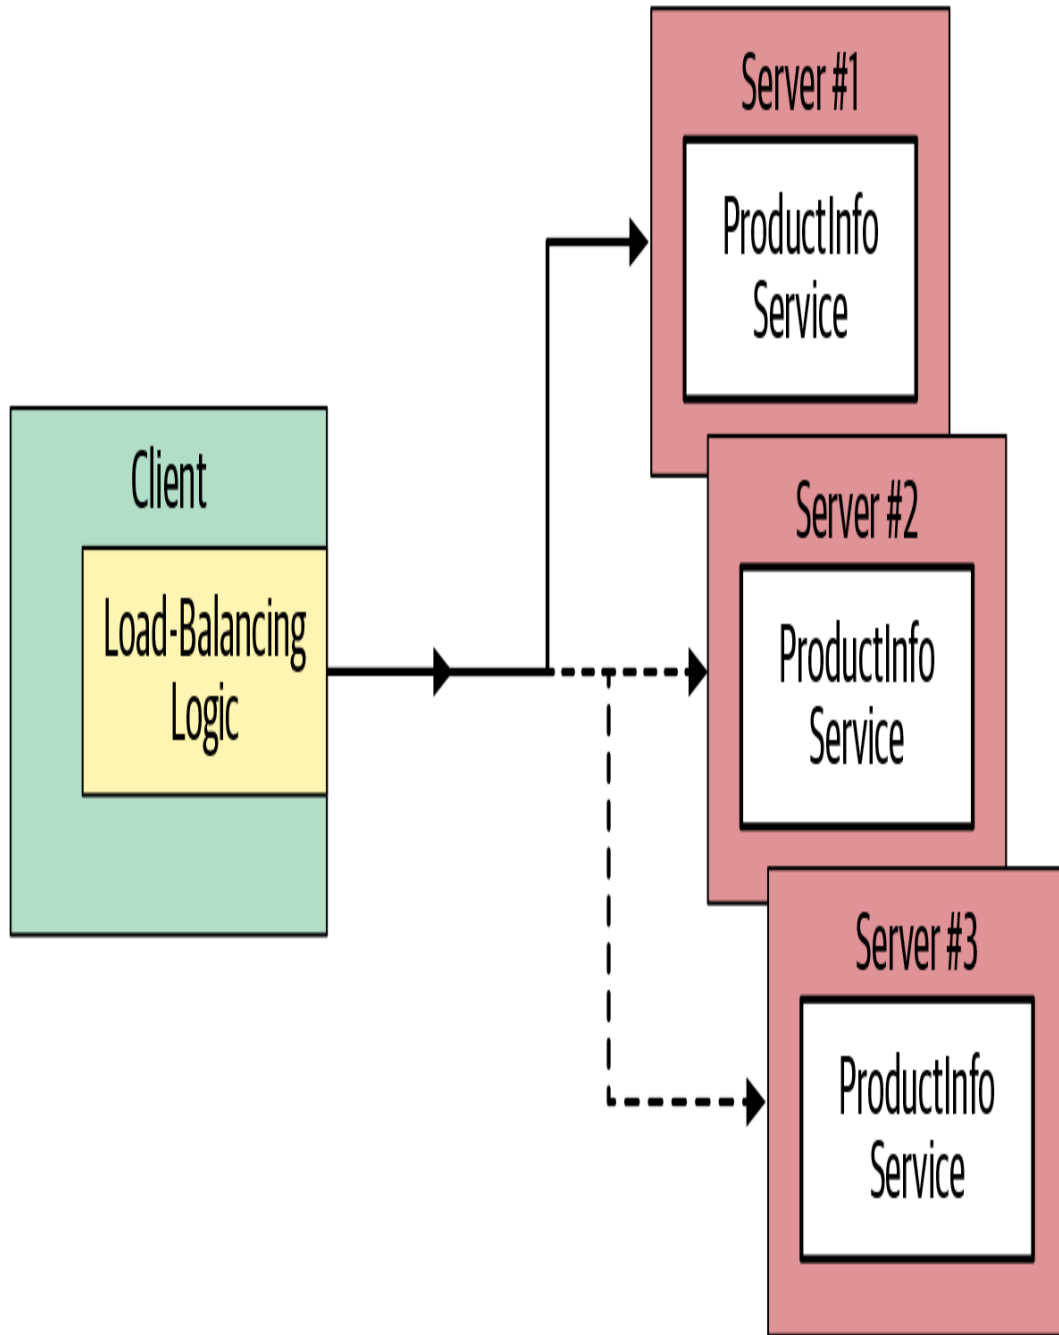 Server #1
ProductInfo
Service
Client
Load-Balancing
Logic
Server #2
ProductInfo
Service
Server #3
ProductInfo
Service